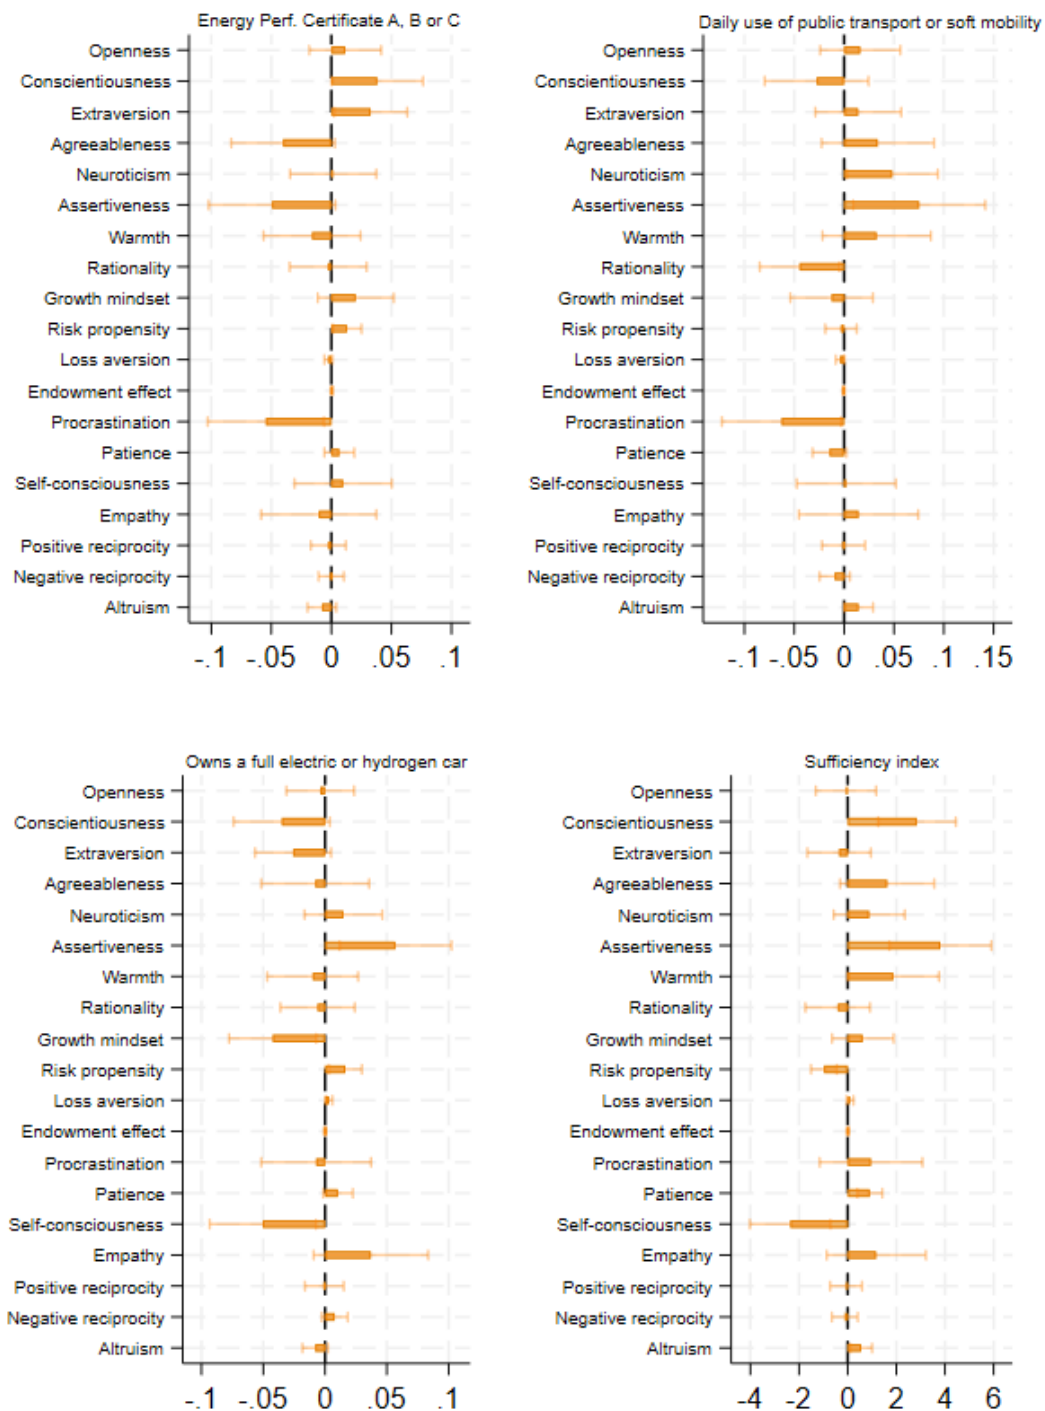 Energy Perf. Certificate A, B or C
Openness
Conscientiousness
Extraversion
Agreeableness
Neuroticism
Assertiveness
Warmth
Rationality
Growth mindset
Risk propensity
Loss aversion
Endowment effect
Procrastination
Patience
Self-consciousness
Empathy
Positive reciprocity
Negative reciprocity
Altruism
-.1 -.05 0 .05 .1
Daily use of public transport or soft mobility
Openness
Conscientiousness
Extraversion
Agreeableness
Neuroticism
Assertiveness
Warmth
Rationality
Growth mindset
Risk propensity
Loss aversion
Endowment effect
Procrastination
Patience
Self-consciousness
Empathy
Positive reciprocity
Negative reciprocity
Altruism
-.1 -.05 0 .05 .1 .15
Owns a full electric or hydrogen car
Openness
Conscientiousness
Extraversion
Agreeableness
Neuroticism
Assertiveness
Warmth
Rationality
Growth mindset
Risk propensity
Loss aversion
Endowment effect
Procrastination
Patience
Self-consciousness
Empathy
Positive reciprocity
Negative reciprocity
Altruism
-.1 -.05 0 .05 .1
Sufficiency index
Openness
Conscientiousness
Extraversion
Agreeableness
Neuroticism
Assertiveness
Warmth
Rationality
Growth mindset
Risk propensity
Loss aversion
Endowment effect
Procrastination
Patience
Self-consciousness
Empathy
Positive reciprocity
Negative reciprocity
Altruism
-4 -2 0 2 4 6